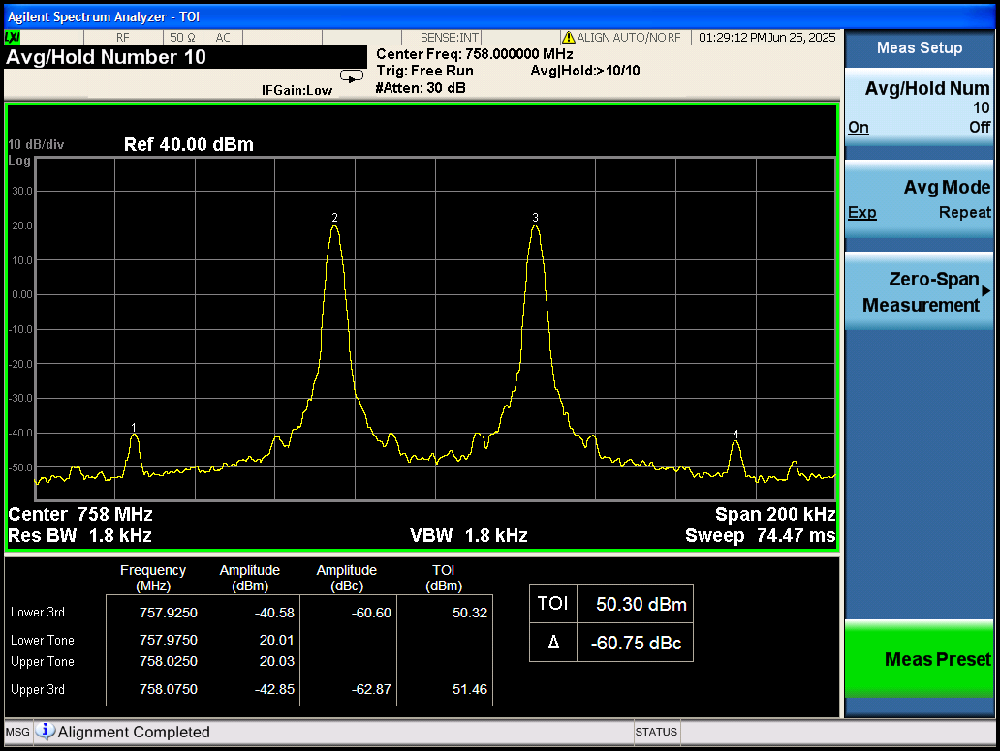 Agilent Spectrum Analyzer - TOI
LXI RF 50 Ω AC SENSE:INT ALIGN AUTO/NO RF 01:29:12 PM Jun 25, 2025
Avg/Hold Number 10
IFGain:Low
Center Freq: 758.000000 MHz
Trig: Free Run Avg|Hold:>10/10
#Atten: 30 dB
10 dB/div Ref 40.00 dBm
Log
30.0
20.0
10.0
0.00
-10.0
-20.0
-30.0
-40.0
-50.0
1 2 3 4
Center 758 MHz Span 200 kHz
Res BW 1.8 kHz VBW 1.8 kHz Sweep 74.47 ms
Frequency Amplitude Amplitude TOI
(MHz) (dBm) (dBc) (dBm)
Lower 3rd 757.9250 -40.58 -60.60 50.32
Lower Tone 757.9750 20.01
Upper Tone 758.0250 20.03
Upper 3rd 758.0750 -42.85 -62.87 51.46
TOI 50.30 dBm
Δ -60.75 dBc
Meas Setup
Avg/Hold Num
10
On Off
Avg Mode
Exp Repeat
Zero-Span
Measurement
Meas Preset
MSG Alignment Completed STATUS